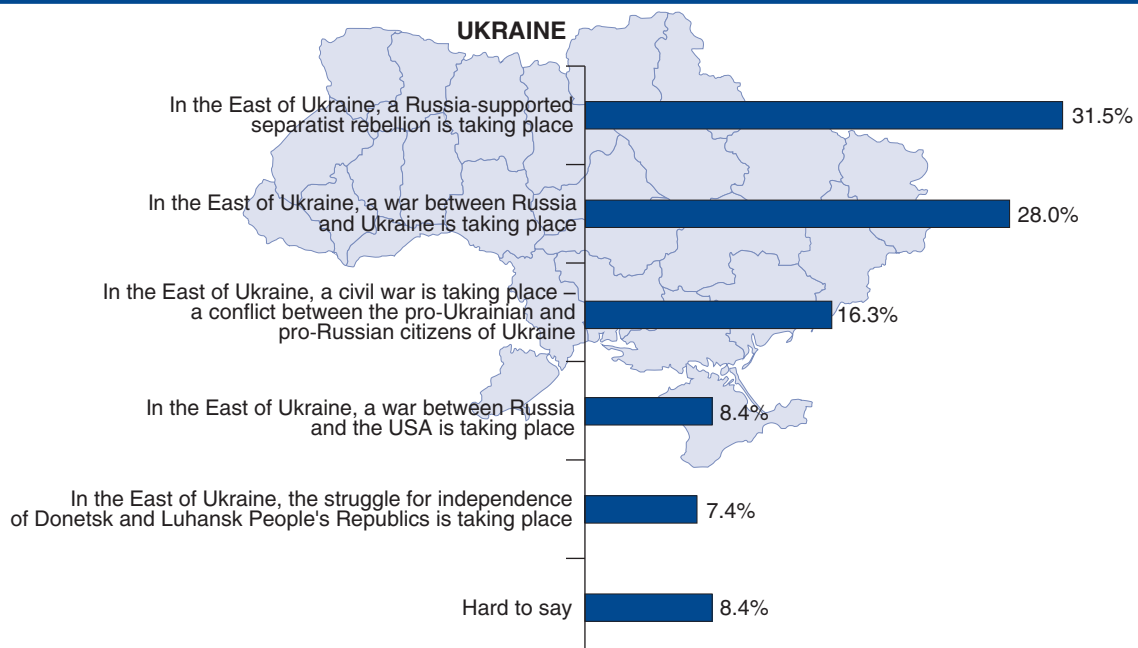 UKRAINE
In the East of Ukraine, a Russia-supported
separatist rebellion is taking place
31.5%
In the East of Ukraine, a war between Russia
and Ukraine is taking place
28.0%
In the East of Ukraine, a civil war is taking place –
a conflict between the pro-Ukrainian and
pro-Russian citizens of Ukraine
16.3%
In the East of Ukraine, a war between Russia
and the USA is taking place
8.4%
In the East of Ukraine, the struggle for independence
of Donetsk and Luhansk People's Republics is taking place
7.4%
Hard to say
8.4%